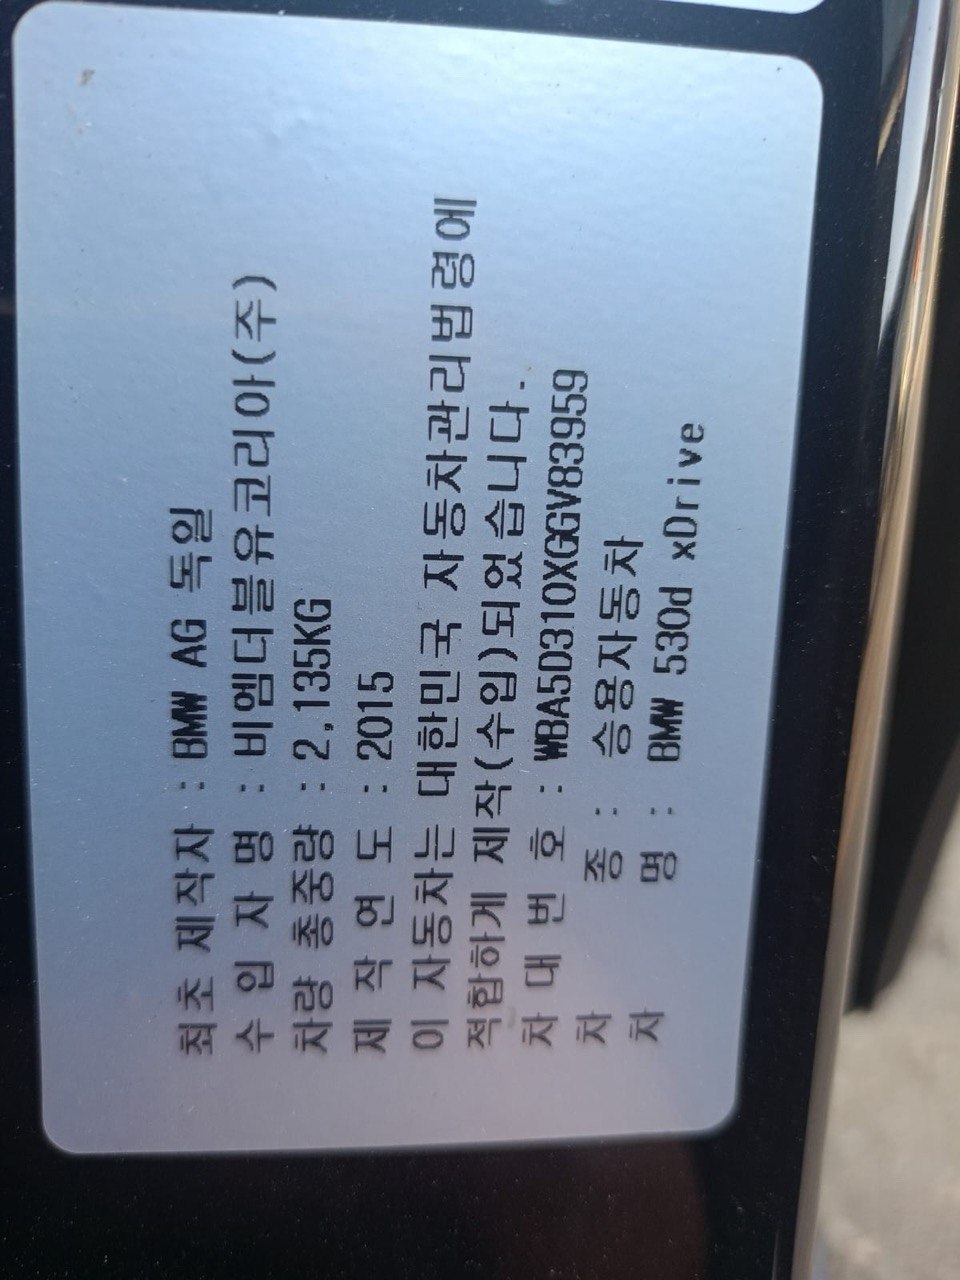 최초 제작자 : BMW AG 독일
수 입 자 명 : 비엠더블유코리아(주)
차량 총중량 : 2,135KG
제 작 연 도 : 2015
이 자동차는 대한민국 자동차관리법령에
적합하게 제작(수입)되었습니다.
차 대 번 호 : WBA5D310XGGV83959
차 종 : 승용자동차
차 명 : BMW 530d xDrive